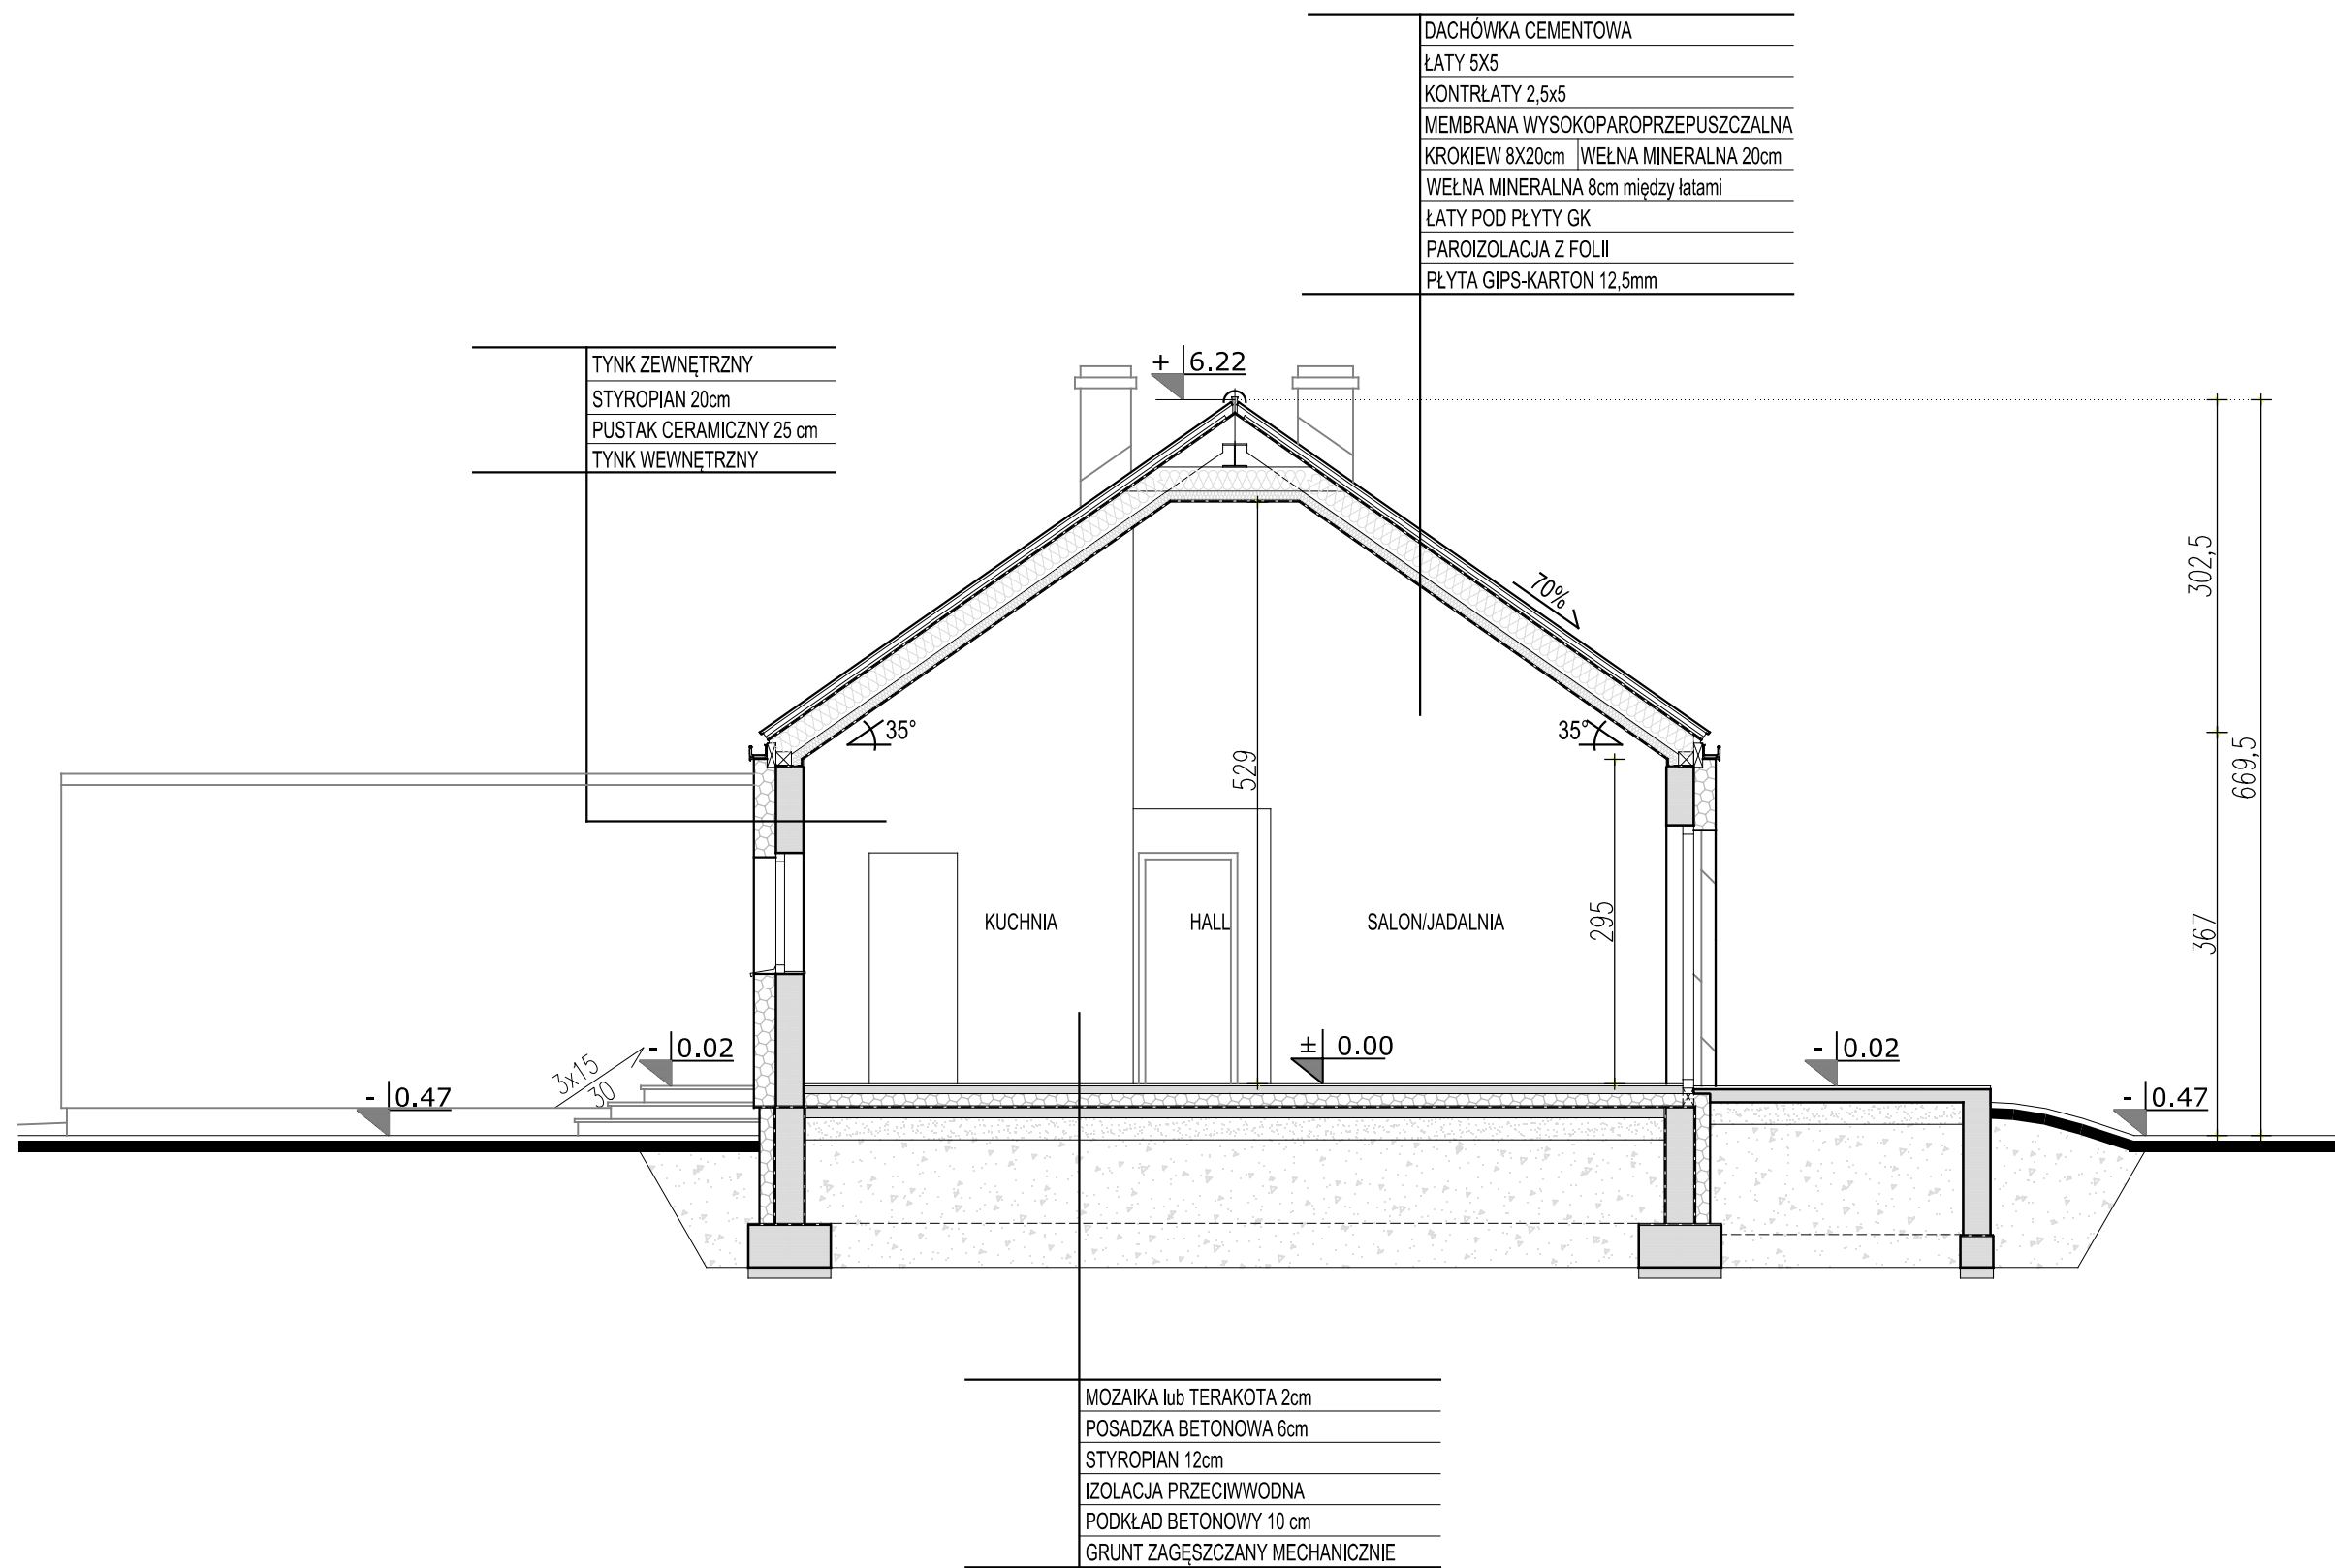 DACHÓWKA CEMENTOWA
ŁATY 5X5
KONTRŁATY 2,5x5
MEMBRANA WYSOKOPAROPRZEPUSZCZALNA
KROKIEW 8X20cm WEŁNA MINERALNA 20cm
WEŁNA MINERALNA 8cm między łatami
ŁATY POD PŁYTY GK
PAROIZOLACJA Z FOLII
PŁYTA GIPS-KARTON 12,5mm
TYNK ZEWNĘTRZNY
STYROPIAN 20cm
PUSTAK CERAMICZNY 25 cm
TYNK WEWNĘTRZNY
+ 6.22
302,5
70%
35°
35°
529
669,5
295
367
KUCHNIA
HALL
SALON/JADALNIA
- 0.02
± 0.00
- 0.02
3x15
30
- 0.47
- 0.47
MOZAIKA lub TERAKOTA 2cm
POSADZKA BETONOWA 6cm
STYROPIAN 12cm
IZOLACJA PRZECIWWODNA
PODKŁAD BETONOWY 10 cm
GRUNT ZAGĘSZCZANY MECHANICZNIE